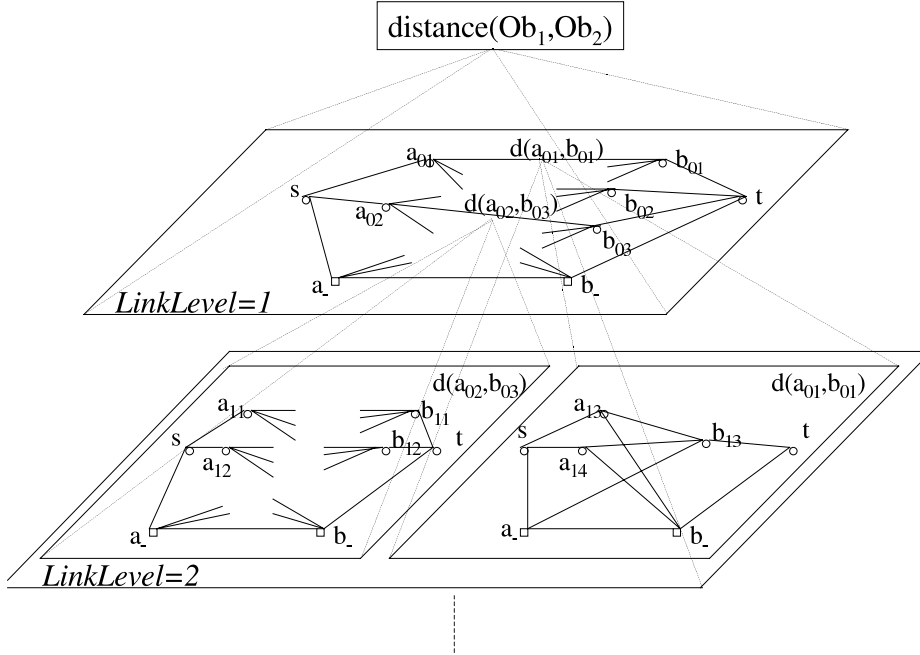 distance(Ob₁,Ob₂)
a₀₁ d(a₀₁,b₀₁) b₀₁
s a₀₂ d(a₀₂,b₀₃) b₀₂ t
b₀₃
a₋ b₋
LinkLevel=1
d(a₀₂,b₀₃) d(a₀₁,b₀₁)
a₁₁ b₁₁ a₁₃
s a₁₂ b₁₂ t s a₁₄ b₁₃ t
a₋ b₋ a₋ b₋
LinkLevel=2